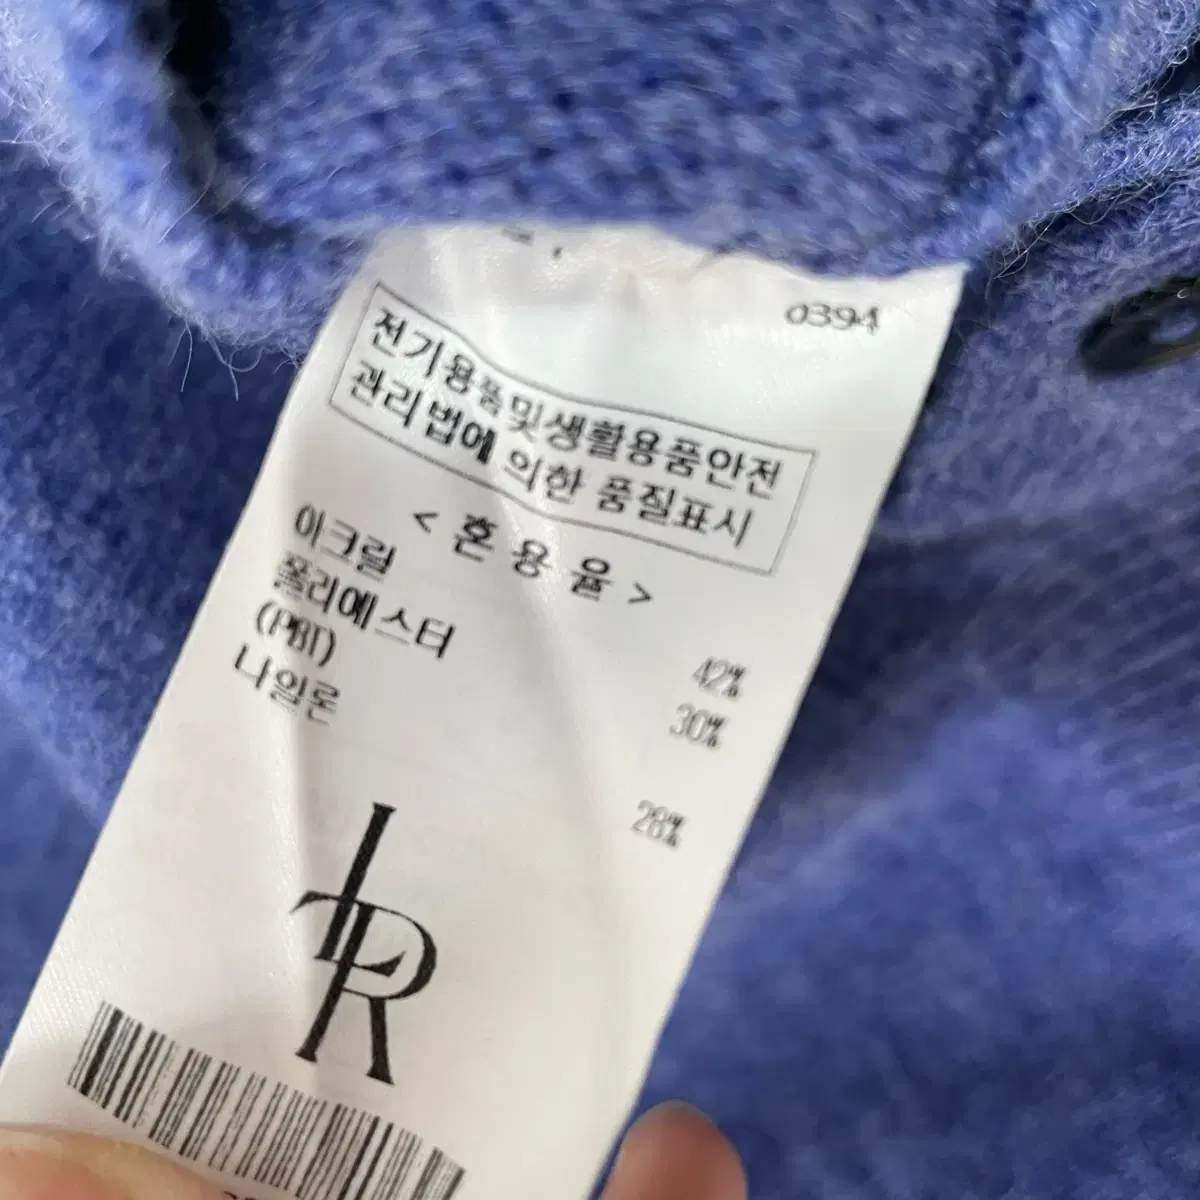 0394
전기용품및생활용품안전
관리법에 의한 품질표시
< 혼 용 율 >
아크릴 42%
폴리에스터 30%
(PBT)
나일론 28%
LR